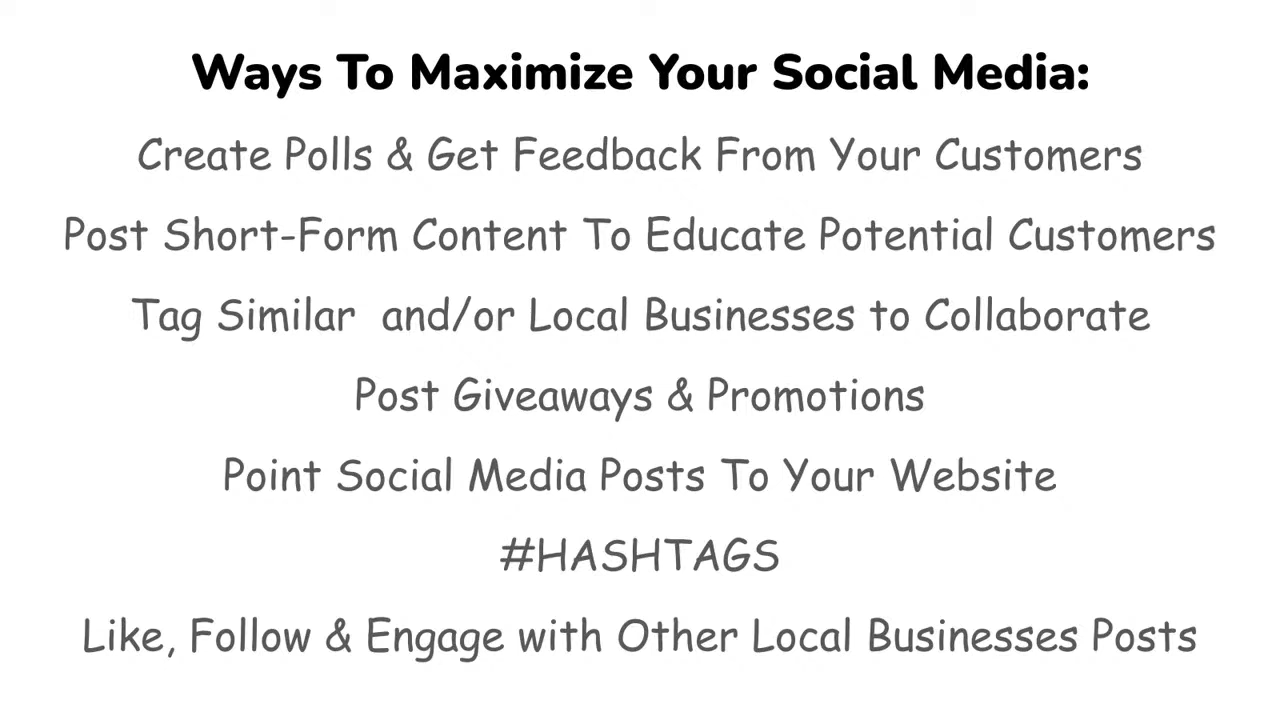 Ways To Maximize Your Social Media:
Create Polls & Get Feedback From Your Customers
Post Short-Form Content To Educate Potential Customers
Tag Similar  and/or Local Businesses to Collaborate
Post Giveaways & Promotions
Point Social Media Posts To Your Website
#HASHTAGS
Like, Follow & Engage with Other Local Businesses Posts